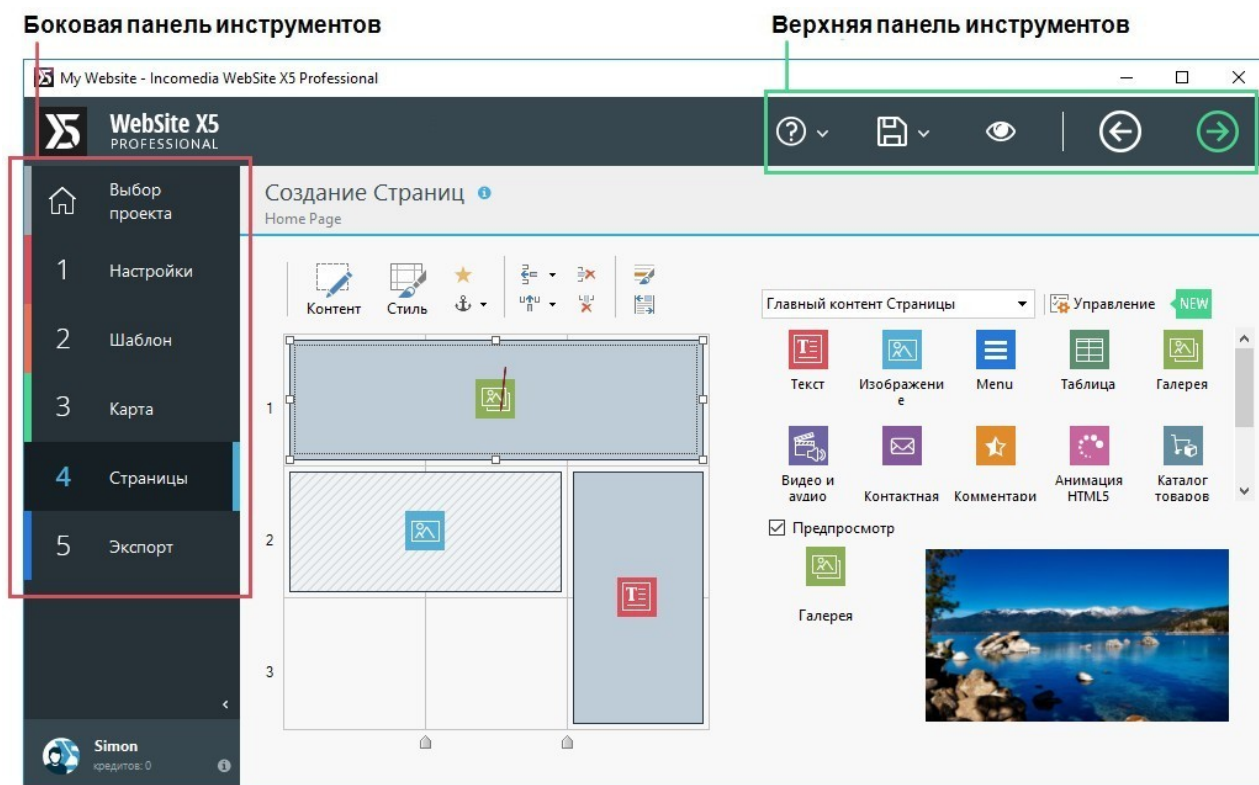 Боковая панель инструментов
Верхняя панель инструментов
My Website - Incomedia WebSite X5 Professional
WebSite X5
PROFESSIONAL
Выбор
проекта
1 Настройки
2 Шаблон
3 Карта
4 Страницы
5 Экспорт
Simon
кредитов: 0
Создание Страниц
Home Page
Контент
Стиль
1
2
3
Главный контент Страницы
Управление
NEW
Текст
Изображени
е
Menu
Таблица
Галерея
Видео и
аудио
Контактная
Комментари
Анимация
HTML5
Каталог
товаров
Предпросмотр
Галерея